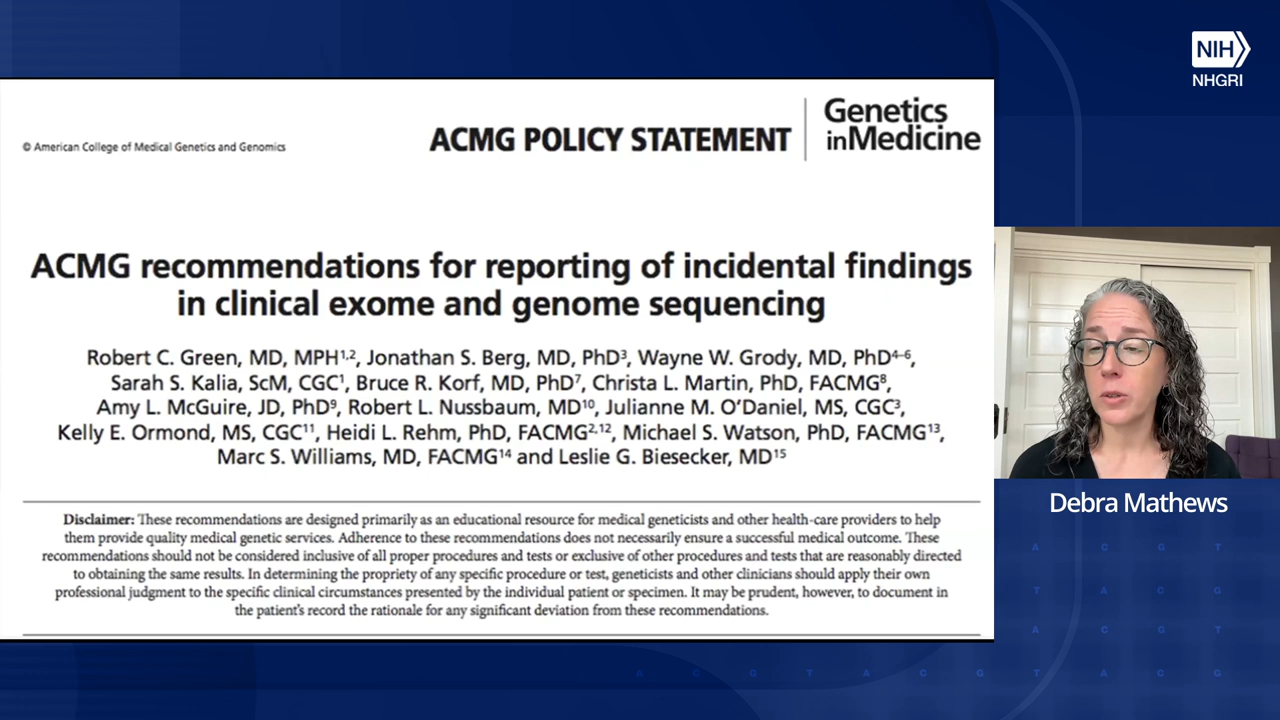 NIH
NHGRI
© American College of Medical Genetics and Genomics
ACMG POLICY STATEMENT
Genetics
inMedicine
ACMG recommendations for reporting of incidental findings
in clinical exome and genome sequencing
Robert C. Green, MD, MPH1,2, Jonathan S. Berg, MD, PhD3, Wayne W. Grody, MD, PhD4–6,
Sarah S. Kalia, ScM, CGC1, Bruce R. Korf, MD, PhD7, Christa L. Martin, PhD, FACMG8,
Amy L. McGuire, JD, PhD9, Robert L. Nussbaum, MD10, Julianne M. O’Daniel, MS, CGC3,
Kelly E. Ormond, MS, CGC11, Heidi L. Rehm, PhD, FACMG2,12, Michael S. Watson, PhD, FACMG13,
Marc S. Williams, MD, FACMG14 and Leslie G. Biesecker, MD15
Disclaimer: These recommendations are designed primarily as an educational resource for medical geneticists and other health-care providers to help
them provide quality medical genetic services. Adherence to these recommendations does not necessarily ensure a successful medical outcome. These
recommendations should not be considered inclusive of all proper procedures and tests or exclusive of other procedures and tests that are reasonably directed
to obtaining the same results. In determining the propriety of any specific procedure or test, geneticists and other clinicians should apply their own
professional judgment to the specific clinical circumstances presented by the individual patient or specimen. It may be prudent, however, to document in
the patient’s record the rationale for any significant deviation from these recommendations.
Debra Mathews
A C G T
A T C G
A C G T
A C G T A C G T A C G